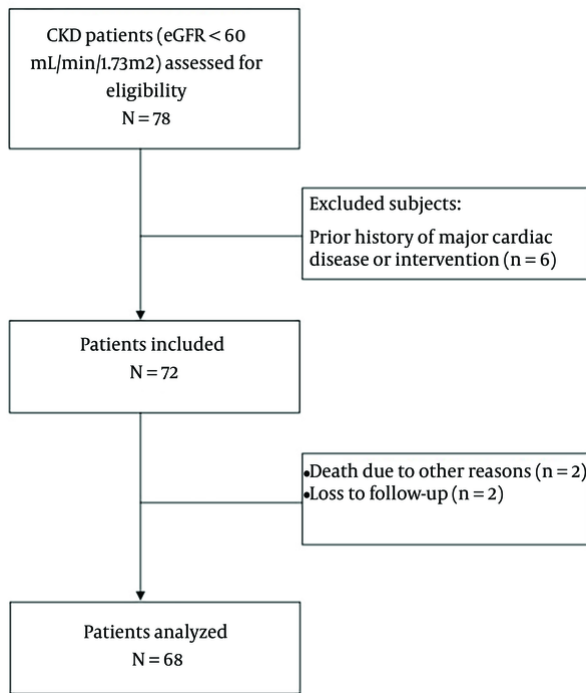 CKD patients (eGFR < 60
mL/min/1.73m2) assessed for
eligibility
N = 78
Excluded subjects:
Prior history of major cardiac
disease or intervention (n = 6)
Patients included
N = 72
•Death due to other reasons (n = 2)
•Loss to follow-up (n = 2)
Patients analyzed
N = 68